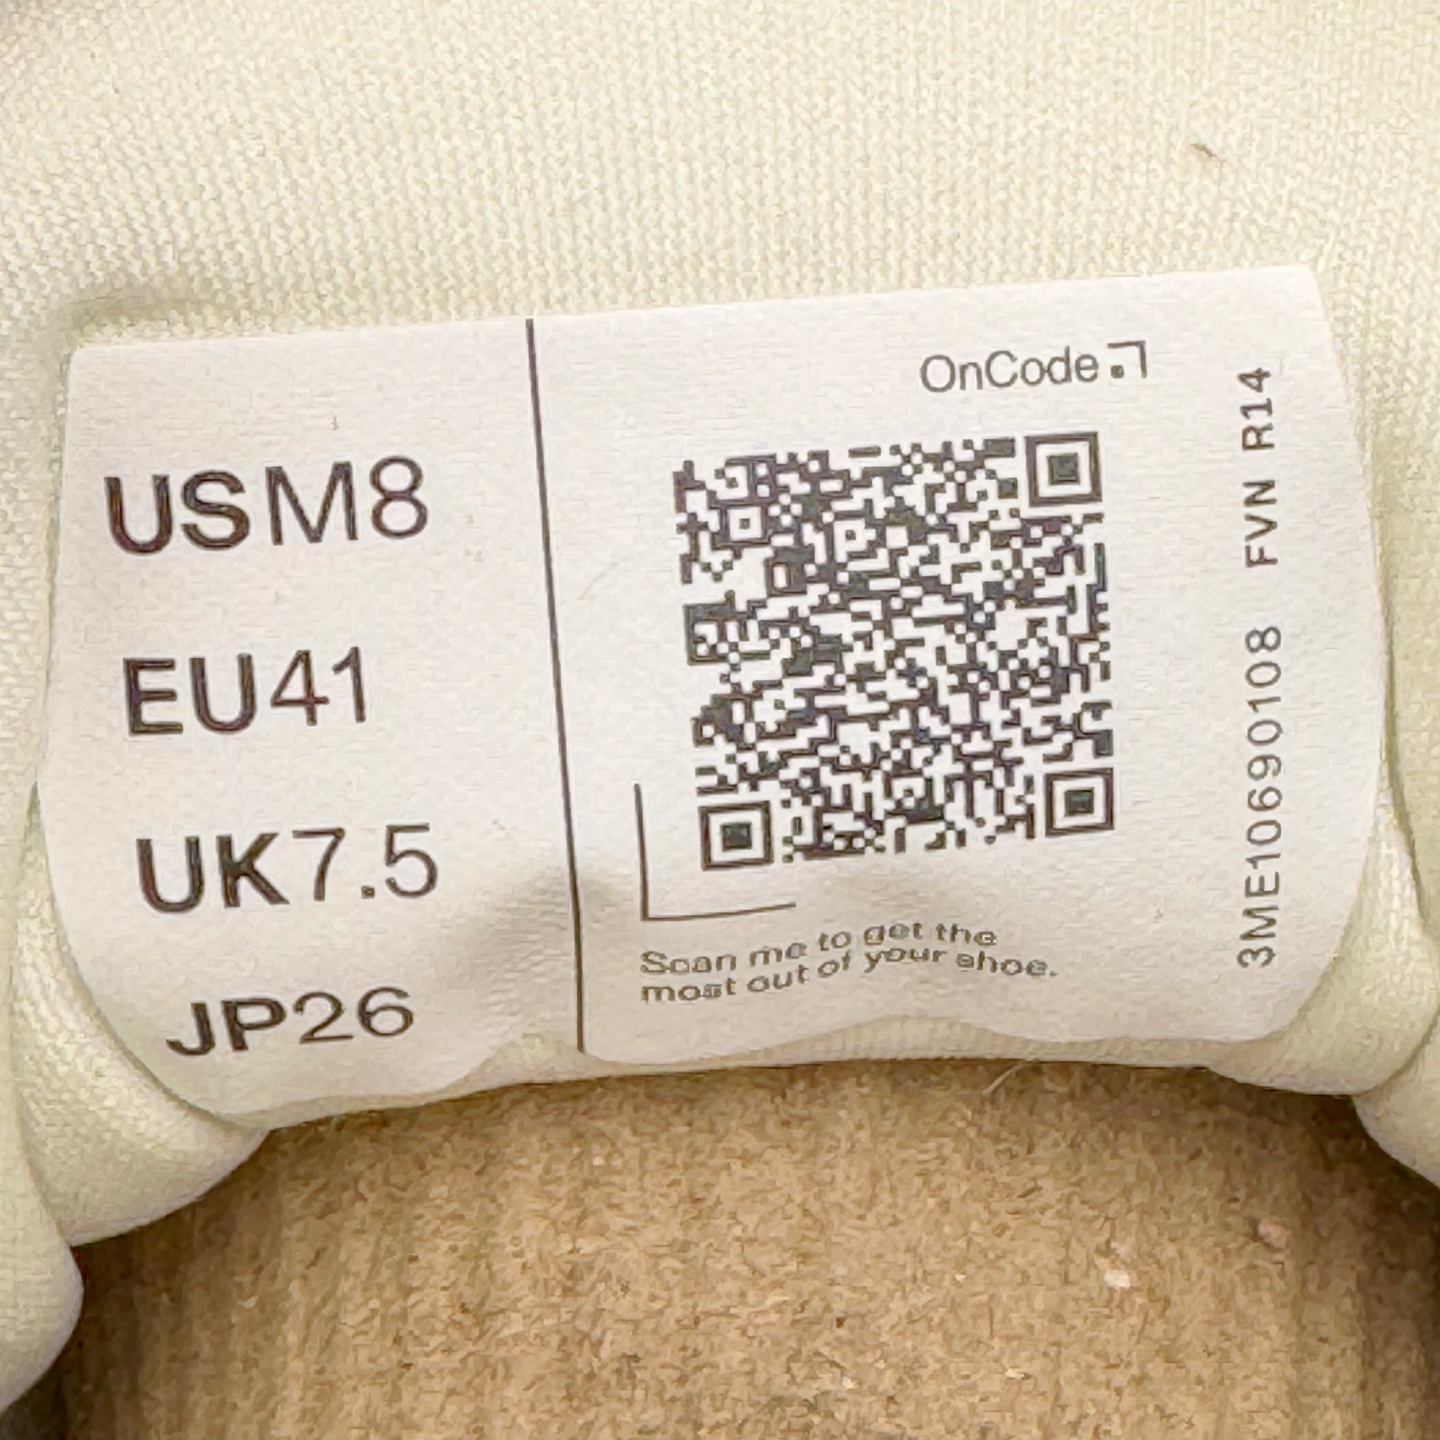 USM8
EU41
UK7.5
JP26
OnCode
Scan me to get the
most out of your shoe.
3ME10690108 FVN R14